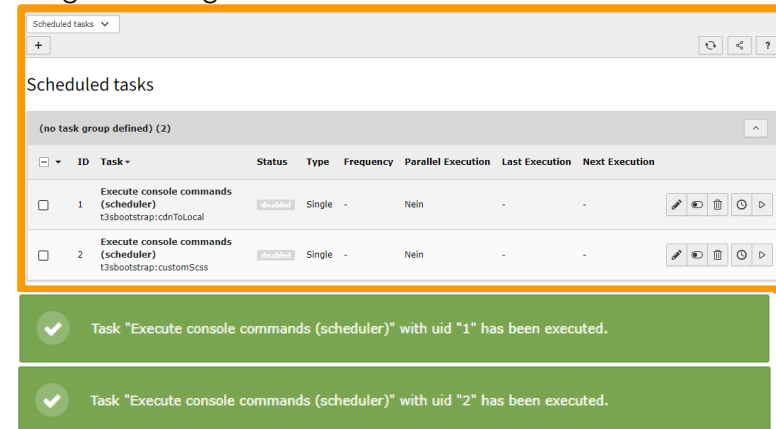 Scheduled tasks
+
?
Scheduled tasks
(no task group defined) (2)
ID Task Status Type Frequency Parallel Execution Last Execution Next Execution
1 Execute console commands (scheduler) t3sbootstrap:cdnToLocal disabled Single - Nein - -
2 Execute console commands (scheduler) t3sbootstrap:customScss disabled Single - Nein - -
Task "Execute console commands (scheduler)" with uid "1" has been executed.
Task "Execute console commands (scheduler)" with uid "2" has been executed.